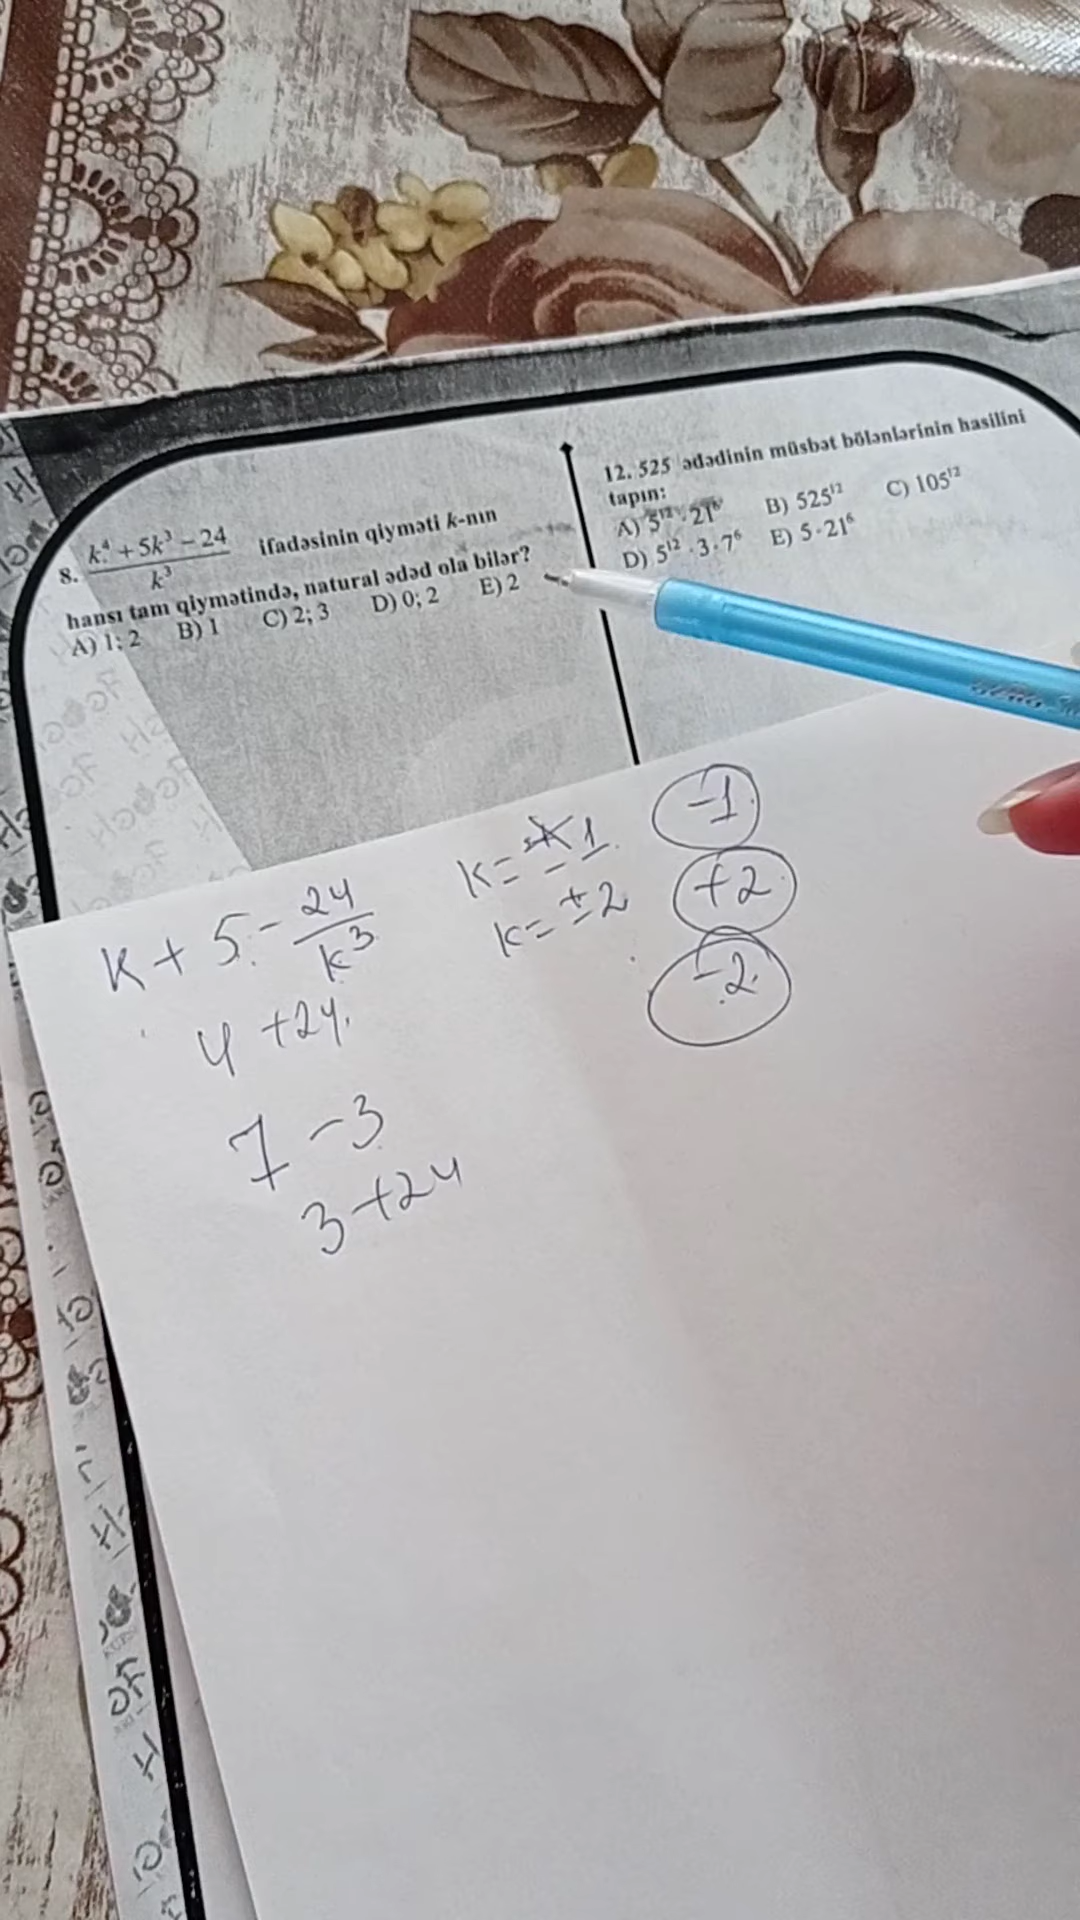 8. k⁴ + 5k³ − 24 / k³ ifadəsinin qiyməti k-nın
hansı tam qiymətində, natural ədəd ola bilər?
A) 1; 2 B) 1 C) 2; 3 D) 0; 2 E) 2
12. 525 ədədinin müsbət bölənlərinin hasilini
tapın:
A) 5¹² · 21⁶ B) 525¹² C) 105¹²
D) 5¹² · 3 · 7⁶ E) 5 · 21⁶
K + 5 − 24 / k³
4 + 24
7 − 3
3 + 24
k = − 1
k = ± 2
−1
+2
−2